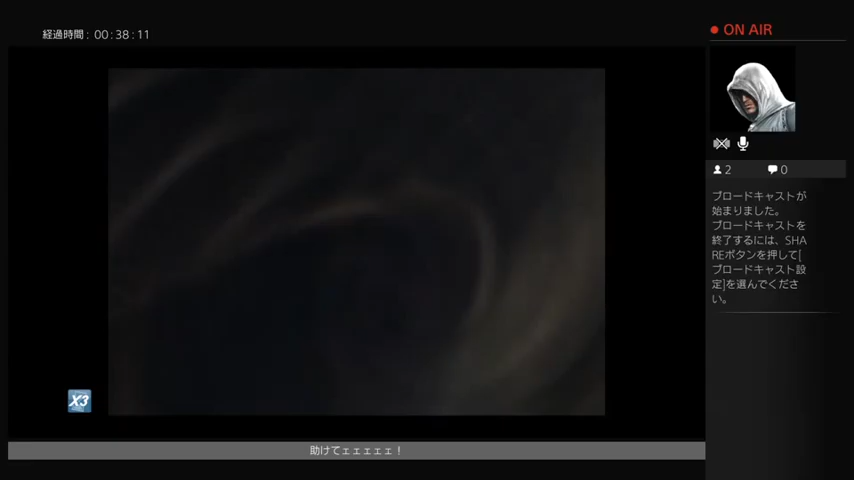 経過時間： 00:38:11
ON AIR
2 0
ブロードキャストが
始まりました。
ブロードキャストを
終了するには、SHA
REボタンを押して[
ブロードキャスト設
定]を選んでくださ
い。
X3
助けてェェェェェ！